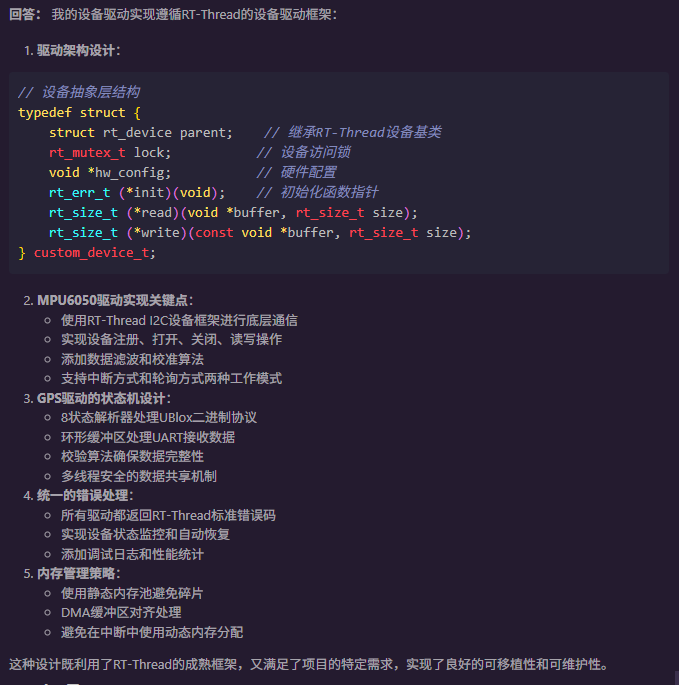 回答： 我的设备驱动实现遵循RT-Thread的设备驱动框架：
1. 驱动架构设计：
// 设备抽象层结构
typedef struct {
struct rt_device parent;    // 继承RT-Thread设备基类
rt_mutex_t lock;           // 设备访问锁
void *hw_config;           // 硬件配置
rt_err_t (*init)(void);    // 初始化函数指针
rt_size_t (*read)(void *buffer, rt_size_t size);
rt_size_t (*write)(const void *buffer, rt_size_t size);
} custom_device_t;
2. MPU6050驱动实现关键点：
○ 使用RT-Thread I2C设备框架进行底层通信
○ 实现设备注册、打开、关闭、读写操作
○ 添加数据滤波和校准算法
○ 支持中断方式和轮询方式两种工作模式
3. GPS驱动的状态机设计：
○ 8状态解析器处理UBlox二进制协议
○ 环形缓冲区处理UART接收数据
○ 校验算法确保数据完整性
○ 多线程安全的数据共享机制
4. 统一的错误处理：
○ 所有驱动都返回RT-Thread标准错误码
○ 实现设备状态监控和自动恢复
○ 添加调试日志和性能统计
5. 内存管理策略：
○ 使用静态内存池避免碎片
○ DMA缓冲区对齐处理
○ 避免在中断中使用动态内存分配
这种设计既利用了RT-Thread的成熟框架，又满足了项目的特定需求，实现了良好的可移植性和可维护性。